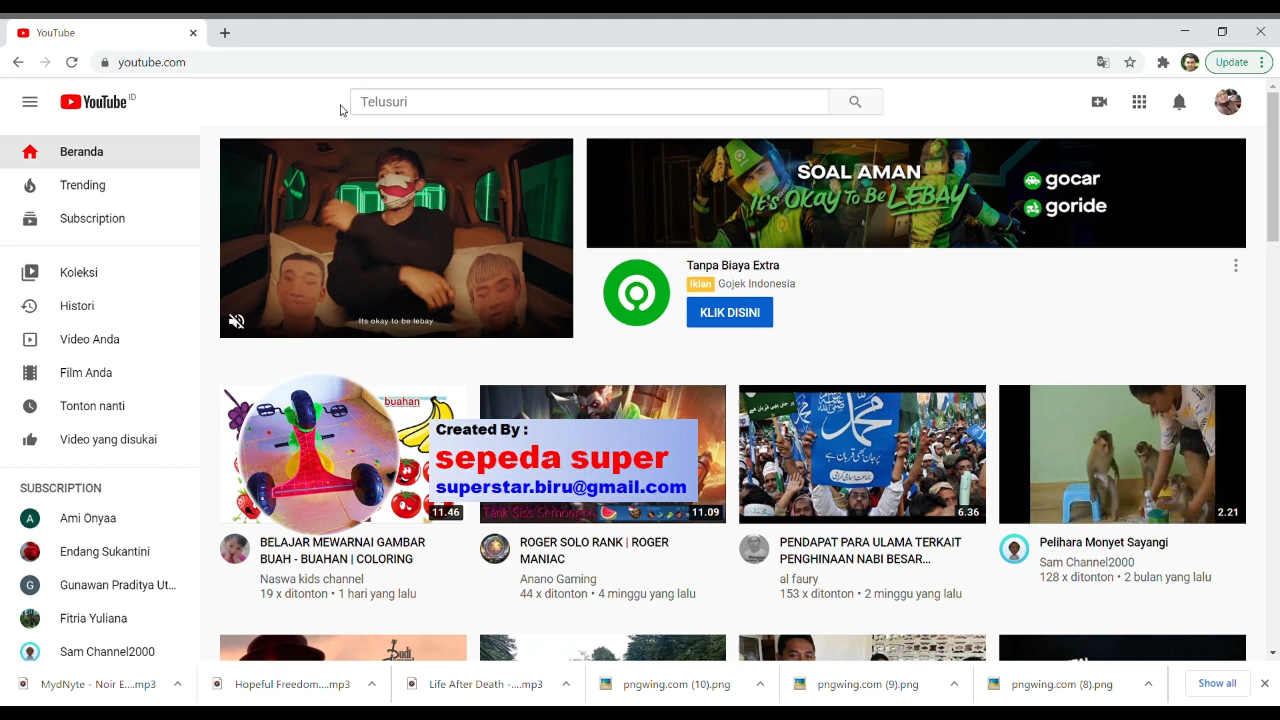 YouTube
youtube.com
Update
YouTube ID
Telusuri
Beranda
Trending
Subscription
Koleksi
Histori
Video Anda
Film Anda
Tonton nanti
Video yang disukai
SUBSCRIPTION
Ami Onyaa
Endang Sukantini
Gunawan Praditya Ut...
Fitria Yuliana
Sam Channel2000
Its okay to be lebay
SOAL AMAN
IT'S OKAY TO BE LEBAY
gocar
goride
Tanpa Biaya Extra
Iklan Gojek Indonesia
KLIK DISINI
buahan
Created By :
sepeda super
superstar.biru@gmail.com
11.46
11.09
6.36
2.21
BELAJAR MEWARNAI GAMBAR
BUAH - BUAHAN | COLORING
Naswa kids channel
19 x ditonton • 1 hari yang lalu
ROGER SOLO RANK | ROGER
MANIAC
Anano Gaming
44 x ditonton • 4 minggu yang lalu
PENDAPAT PARA ULAMA TERKAIT
PENGHINAAN NABI BESAR...
al faury
153 x ditonton • 2 minggu yang lalu
Pelihara Monyet Sayangi
Sam Channel2000
128 x ditonton • 2 bulan yang lalu
MydNyte - Noir E....mp3
Hopeful Freedom....mp3
Life After Death -....mp3
pngwing.com (10).png
pngwing.com (9).png
pngwing.com (8).png
Show all